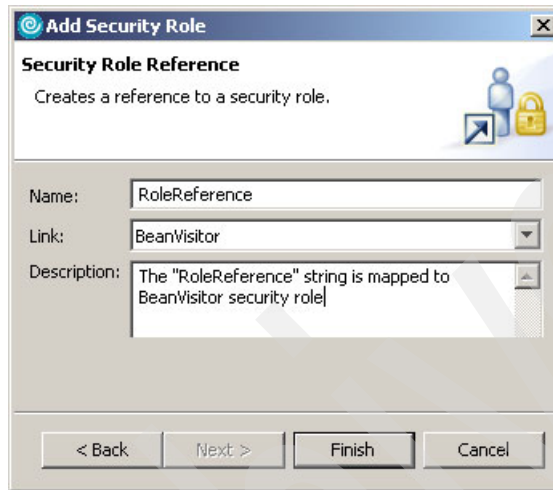 Add Security Role
Security Role Reference
Creates a reference to a security role.
Name: RoleReference
Link: BeanVisitor
Description: The "RoleReference" string is mapped to
BeanVisitor security role
< Back Next > Finish Cancel